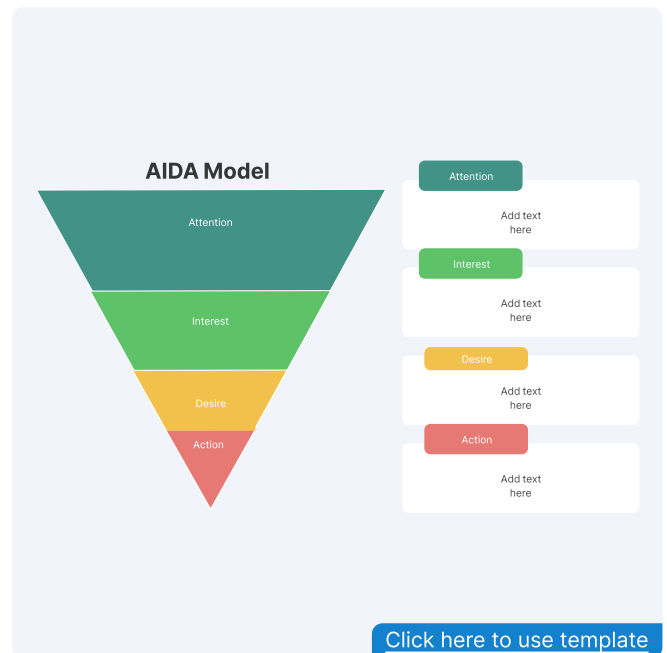 AIDA Model
Attention
Interest
Desire
Action
Attention
Add text
here
Interest
Add text
here
Desire
Add text
here
Action
Add text
here
Click here to use template